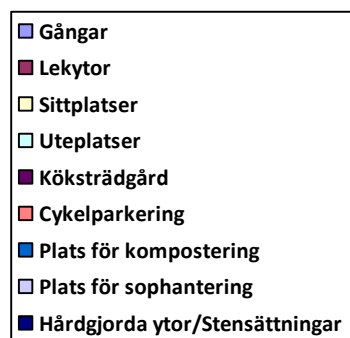 Gångar
Lekytor
Sittplatser
Uteplatser
Köksträdgård
Cykelparkering
Plats för kompostering
Plats för sophantering
Hårdgjorda ytor/Stensättningar